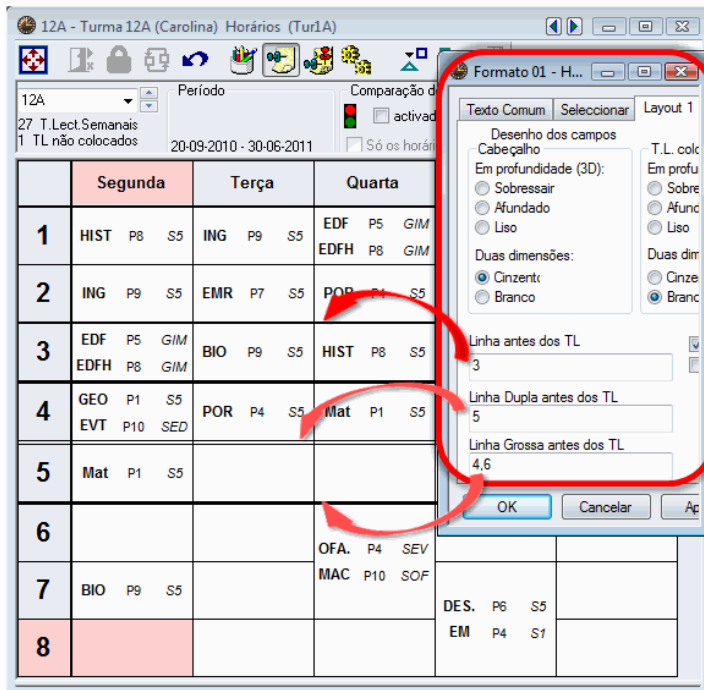 12A - Turma 12A (Carolina) Horários (Tur1A)
12A
27 T.Lect.Semanais
1 TL não colocados
Período
20-09-2010 - 30-06-2011
Comparação d
activad
Só os horári
Segunda Terça Quarta
1 HIST P8 S5 ING P9 S5 EDF P5 GIM
EDFH P8 GIM
2 ING P9 S5 EMR P7 S5 POR P4 S5
3 EDF P5 GIM BIO P9 S5 HIST P8 S5
EDFH P8 GIM
4 GEO P1 S5 POR P4 S5 Mat P1 S5
EVT P10 SED
5 Mat P1 S5
6 OFA. P4 SEV
MAC P10 SOF
7 BIO P9 S5
DES. P6 S5
EM P4 S1
8
Formato 01 - H...
Texto Comum Seleccionar Layout 1
Desenho dos campos
Cabeçalho
Em profundidade (3D):
Sobressair
Afundado
Liso
Duas dimensões:
Cinzento
Branco
T.L. colo
Em profu
Sobre
Afund
Liso
Duas dim
Cinze
Branc
Linha antes dos TL
3
Linha Dupla antes dos TL
5
Linha Grossa antes dos TL
4,6
OK Cancelar Ap